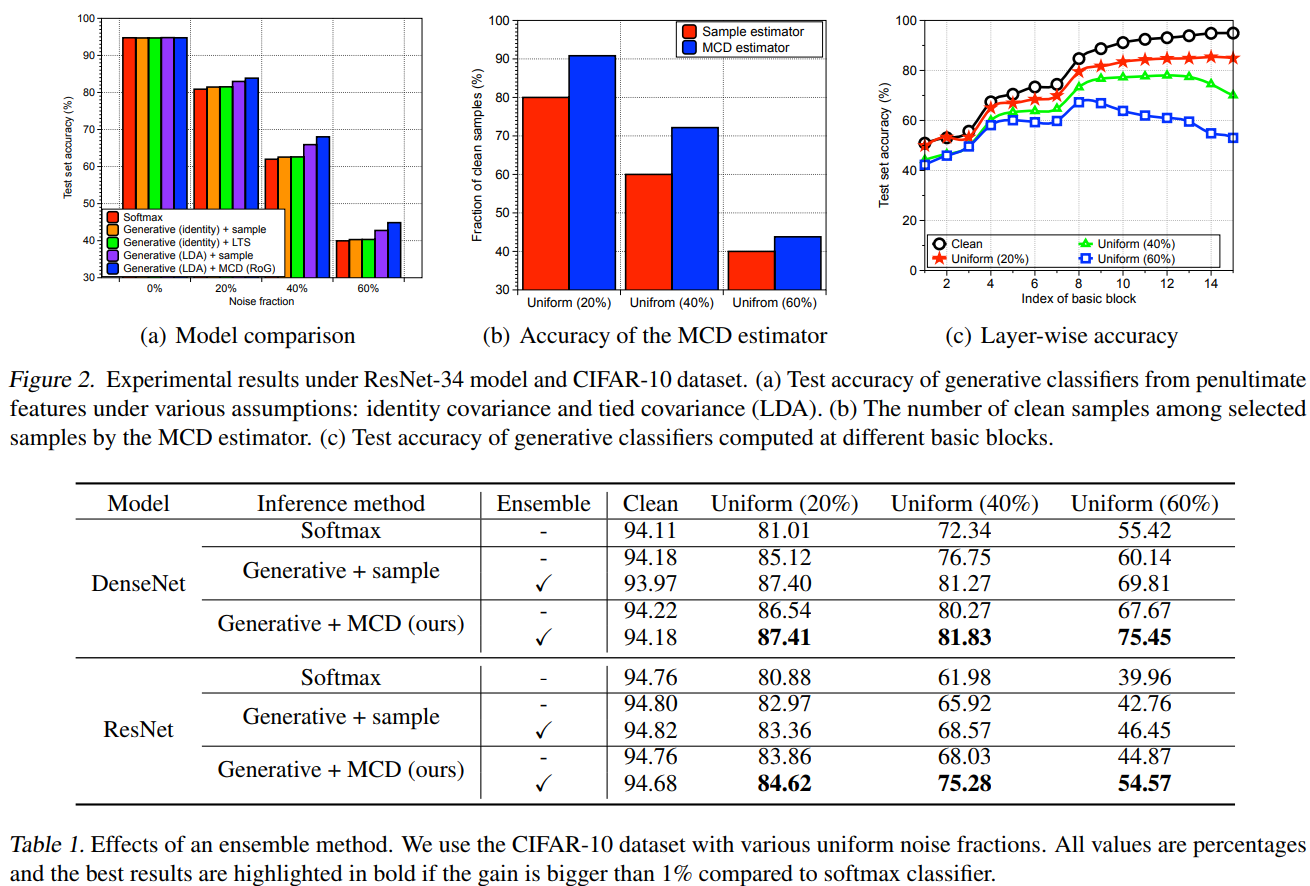 100
90
80
70
60
50
40
30
Test set accuracy (%)
Softmax
Generative (identity) + sample
Generative (identity) + LTS
Generative (LDA) + sample
Generative (LDA) + MCD (RoG)
0% 20% 40% 60%
Noise fraction
(a) Model comparison
100
90
80
70
60
50
40
30
Fraction of clean samples (%)
Sample estimator
MCD estimator
Uniform (20%) Unifrom (40%) Unifrom (60%)
(b) Accuracy of the MCD estimator
100
80
60
40
20
0
Test set accuracy (%)
Clean Uniform (40%)
Uniform (20%) Uniform (60%)
2 4 6 8 10 12 14
Index of basic block
(c) Layer-wise accuracy
Figure 2. Experimental results under ResNet-34 model and CIFAR-10 dataset. (a) Test accuracy of generative classifiers from penultimate
features under various assumptions: identity covariance and tied covariance (LDA). (b) The number of clean samples among selected
samples by the MCD estimator. (c) Test accuracy of generative classifiers computed at different basic blocks.
Model Inference method Ensemble Clean Uniform (20%) Uniform (40%) Uniform (60%)
Softmax - 94.11 81.01 72.34 55.42
DenseNet Generative + sample - 94.18 85.12 76.75 60.14
✓ 93.97 87.40 81.27 69.81
Generative + MCD (ours) - 94.22 86.54 80.27 67.67
✓ 94.18 87.41 81.83 75.45
Softmax - 94.76 80.88 61.98 39.96
ResNet Generative + sample - 94.80 82.97 65.92 42.76
✓ 94.82 83.36 68.57 46.45
Generative + MCD (ours) - 94.76 83.86 68.03 44.87
✓ 94.68 84.62 75.28 54.57
Table 1. Effects of an ensemble method. We use the CIFAR-10 dataset with various uniform noise fractions. All values are percentages
and the best results are highlighted in bold if the gain is bigger than 1% compared to softmax classifier.